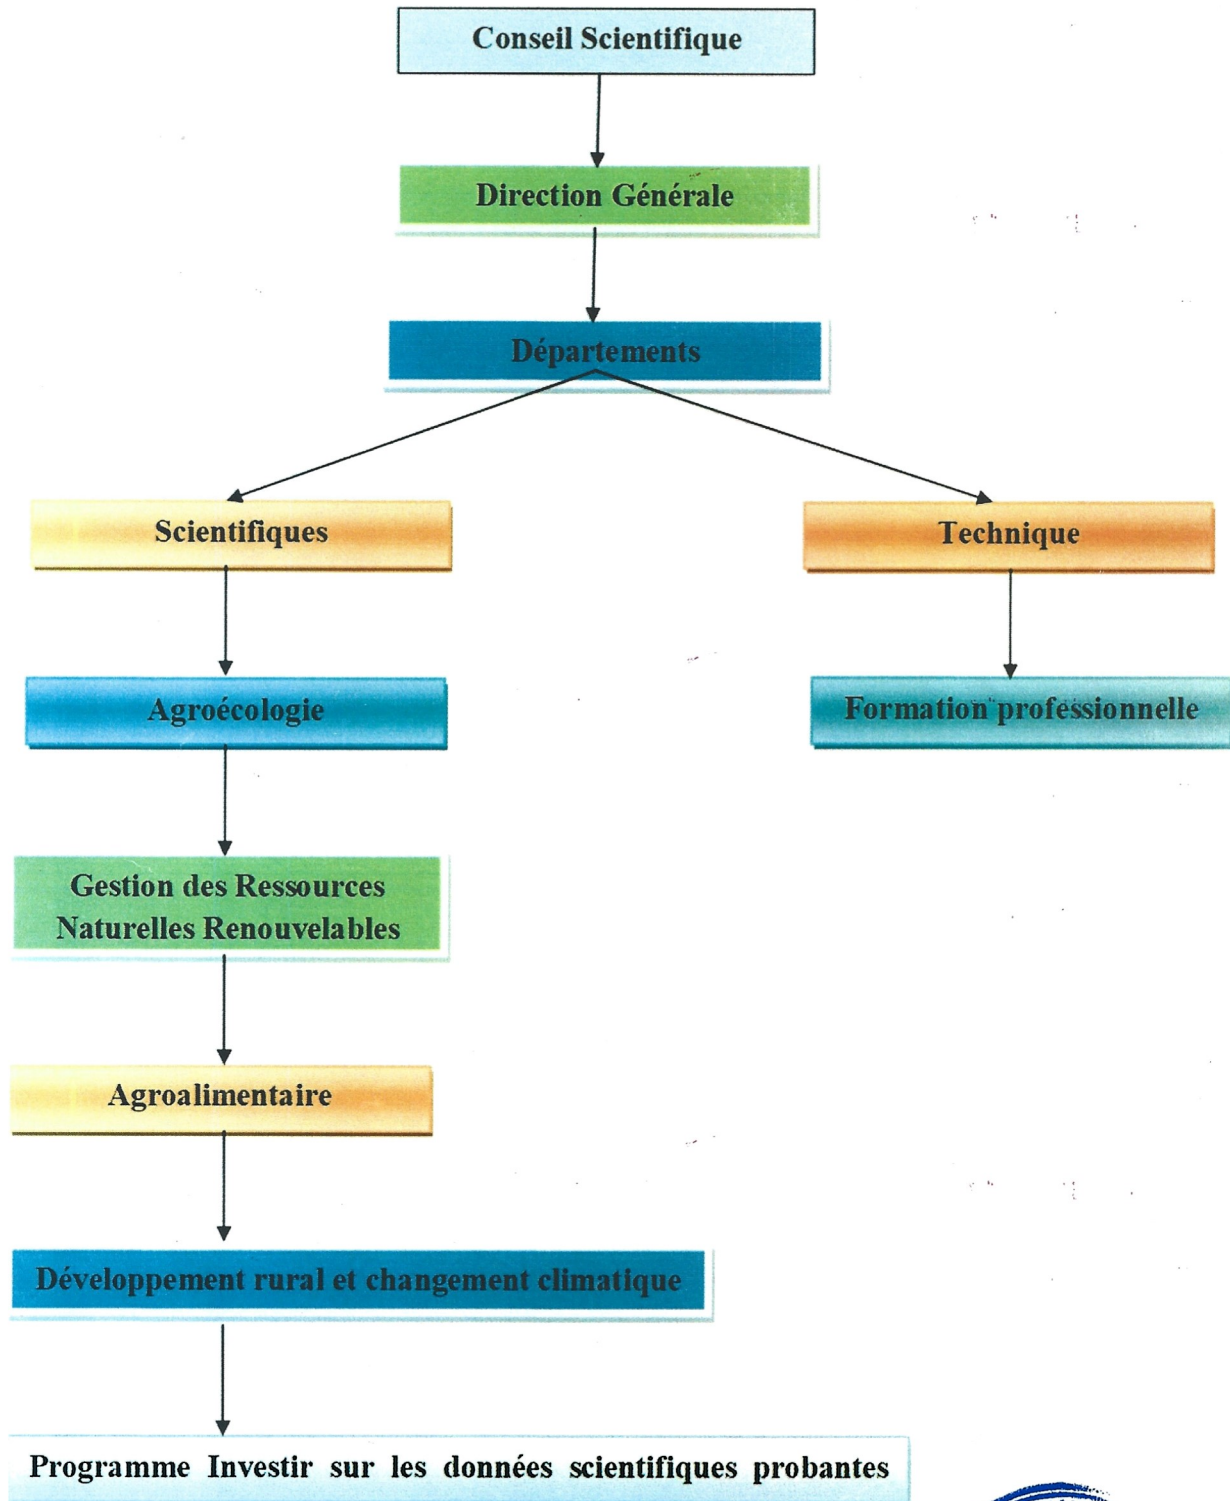 Conseil Scientifique
Direction Générale
Départements
Scientifiques
Technique
Agroécologie
Formation professionnelle
Gestion des Ressources
Naturelles Renouvelables
Agroalimentaire
Développement rural et changement climatique
Programme Investir sur les données scientifiques probantes